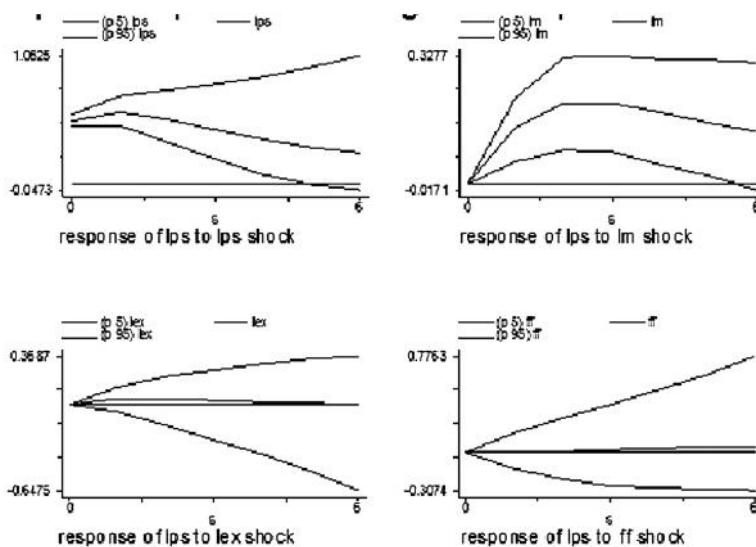 (p 5) lps lps
(p 95) lps
1.0625
-0.0473
0 6
s
response of lps to lps shock
(p 5) lm lm
(p 95) lm
0.3277
-0.0171
0 6
s
response of lps to lm shock
(p 5) lex lex
(p 95) lex
0.3587
-0.6475
0 6
s
response of lps to lex shock
(p 5) ff ff
(p 95) ff
0.7763
-0.3074
0 6
s
response of lps to ff shock